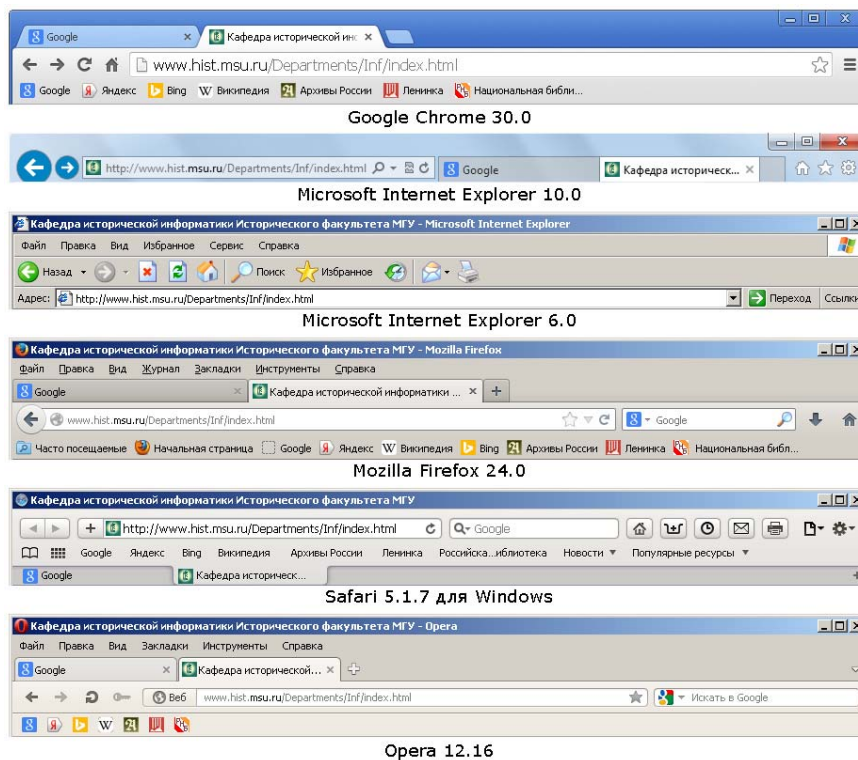 Google Кафедра исторической инс
www.hist.msu.ru/Departments/Inf/index.html
Google Яндекс Bing Википедия Архивы России Ленинка Национальная библи...
Google Chrome 30.0
http://www.hist.msu.ru/Departments/Inf/index.html Google Кафедра историческ...
Microsoft Internet Explorer 10.0
Кафедра исторической информатики Исторического факультета МГУ - Microsoft Internet Explorer
Файл Правка Вид Избранное Сервис Справка
Назад Поиск Избранное
Адрес: http://www.hist.msu.ru/Departments/Inf/index.html Переход Ссылки
Microsoft Internet Explorer 6.0
Кафедра исторической информатики Исторического факультета МГУ - Mozilla Firefox
Файл Правка Вид Журнал Закладки Инструменты Справка
Google Кафедра исторической информатики ...
www.hist.msu.ru/Departments/Inf/index.html Google
Часто посещаемые Начальная страница Google Яндекс Википедия Bing Архивы России Ленинка Национальная библ...
Mozilla Firefox 24.0
Кафедра исторической информатики Исторического факультета МГУ
http://www.hist.msu.ru/Departments/Inf/index.html Google
Google Яндекс Bing Википедия Архивы России Ленинка Российска...иблиотека Новости Популярные ресурсы
Google Кафедра историческ...
Safari 5.1.7 для Windows
Кафедра исторической информатики Исторического факультета МГУ - Opera
Файл Правка Вид Закладки Инструменты Справка
Google Кафедра исторической...
Веб www.hist.msu.ru/Departments/Inf/index.html Искать в Google
Opera 12.16